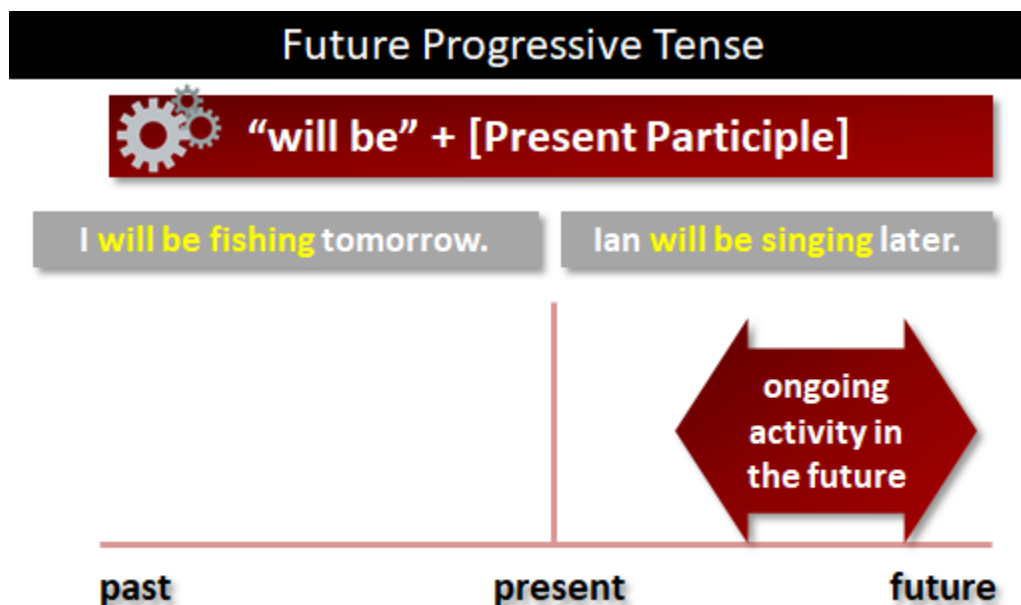 Future Progressive Tense
“will be” + [Present Participle]
I will be fishing tomorrow.
Ian will be singing later.
ongoing
activity in
the future
past present future